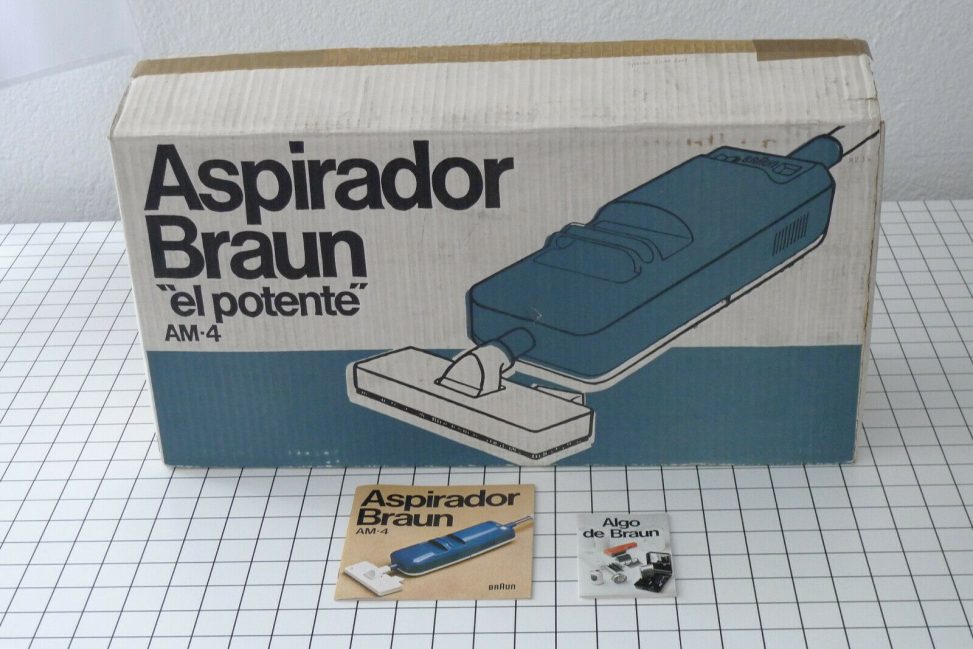 Aspirador
Braun
"el potente"
AM-4
Aspirador
Braun
AM-4
BRAUN
Algo
de Braun